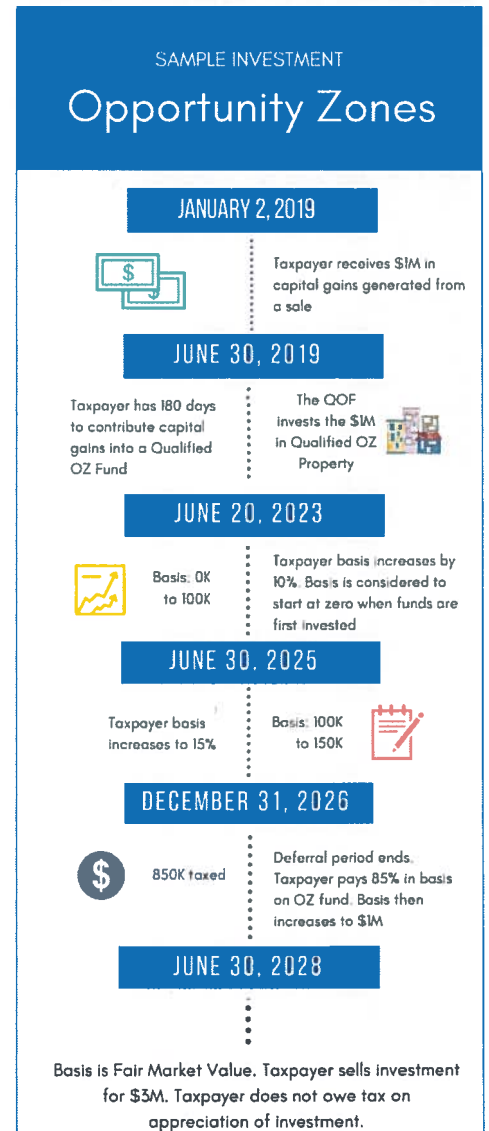 SAMPLE INVESTMENT
Opportunity Zones
JANUARY 2, 2019
$
$
Taxpayer receives $1M in
capital gains generated from
a sale
JUNE 30, 2019
Taxpayer has 180 days
to contribute capital
gains into a Qualified
OZ Fund
The QOF
invests the $1M
in Qualified OZ
Property
JUNE 20, 2023
Basis: 0K
to 100K
Taxpayer basis increases by
10%. Basis is considered to
start at zero when funds are
first invested
JUNE 30, 2025
Taxpayer basis
increases to 15%
Basis: 100K
to 150K
DECEMBER 31, 2026
$
850K taxed
Deferral period ends.
Taxpayer pays 85% in basis
on OZ fund. Basis then
increases to $1M
JUNE 30, 2028
Basis is Fair Market Value. Taxpayer sells investment
for $3M. Taxpayer does not owe tax on
appreciation of investment.